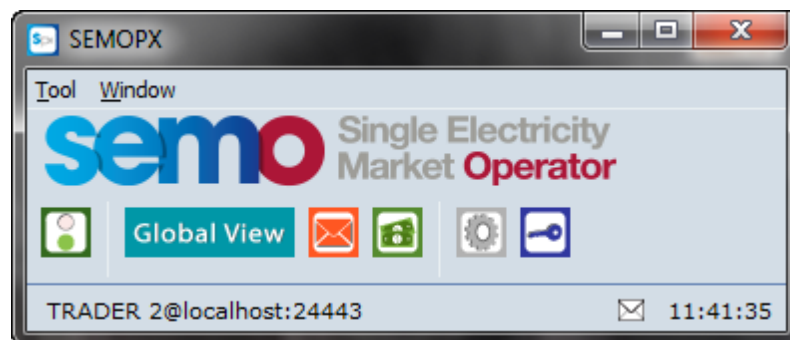 SEMOPX
Tool Window
semo Single Electricity
Market Operator
Global View
TRADER 2@localhost:24443 11:41:35